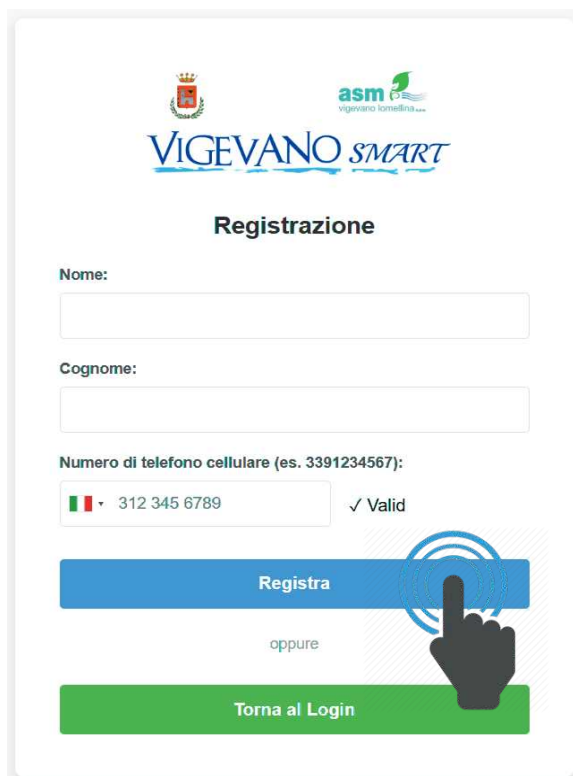 asm
vigevano lomellina
VIGEVANO SMART
Registrazione
Nome:
Cognome:
Numero di telefono cellulare (es. 3391234567):
312 345 6789 ✓ Valid
Registra
oppure
Torna al Login